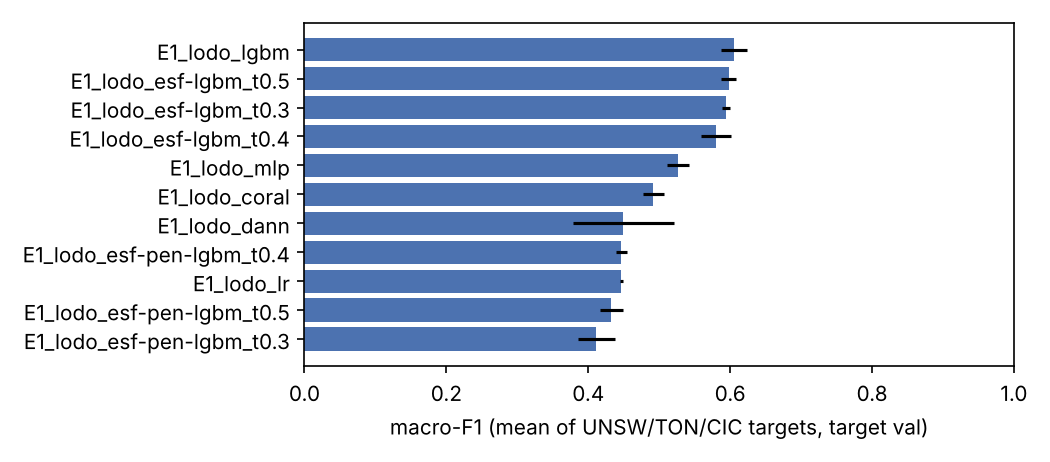 E1_lodo_lgbm
E1_lodo_esf-lgbm_t0.5
E1_lodo_esf-lgbm_t0.3
E1_lodo_esf-lgbm_t0.4
E1_lodo_mlp
E1_lodo_coral
E1_lodo_dann
E1_lodo_esf-pen-lgbm_t0.4
E1_lodo_lr
E1_lodo_esf-pen-lgbm_t0.5
E1_lodo_esf-pen-lgbm_t0.3
0.0 0.2 0.4 0.6 0.8 1.0
macro-F1 (mean of UNSW/TON/CIC targets, target val)